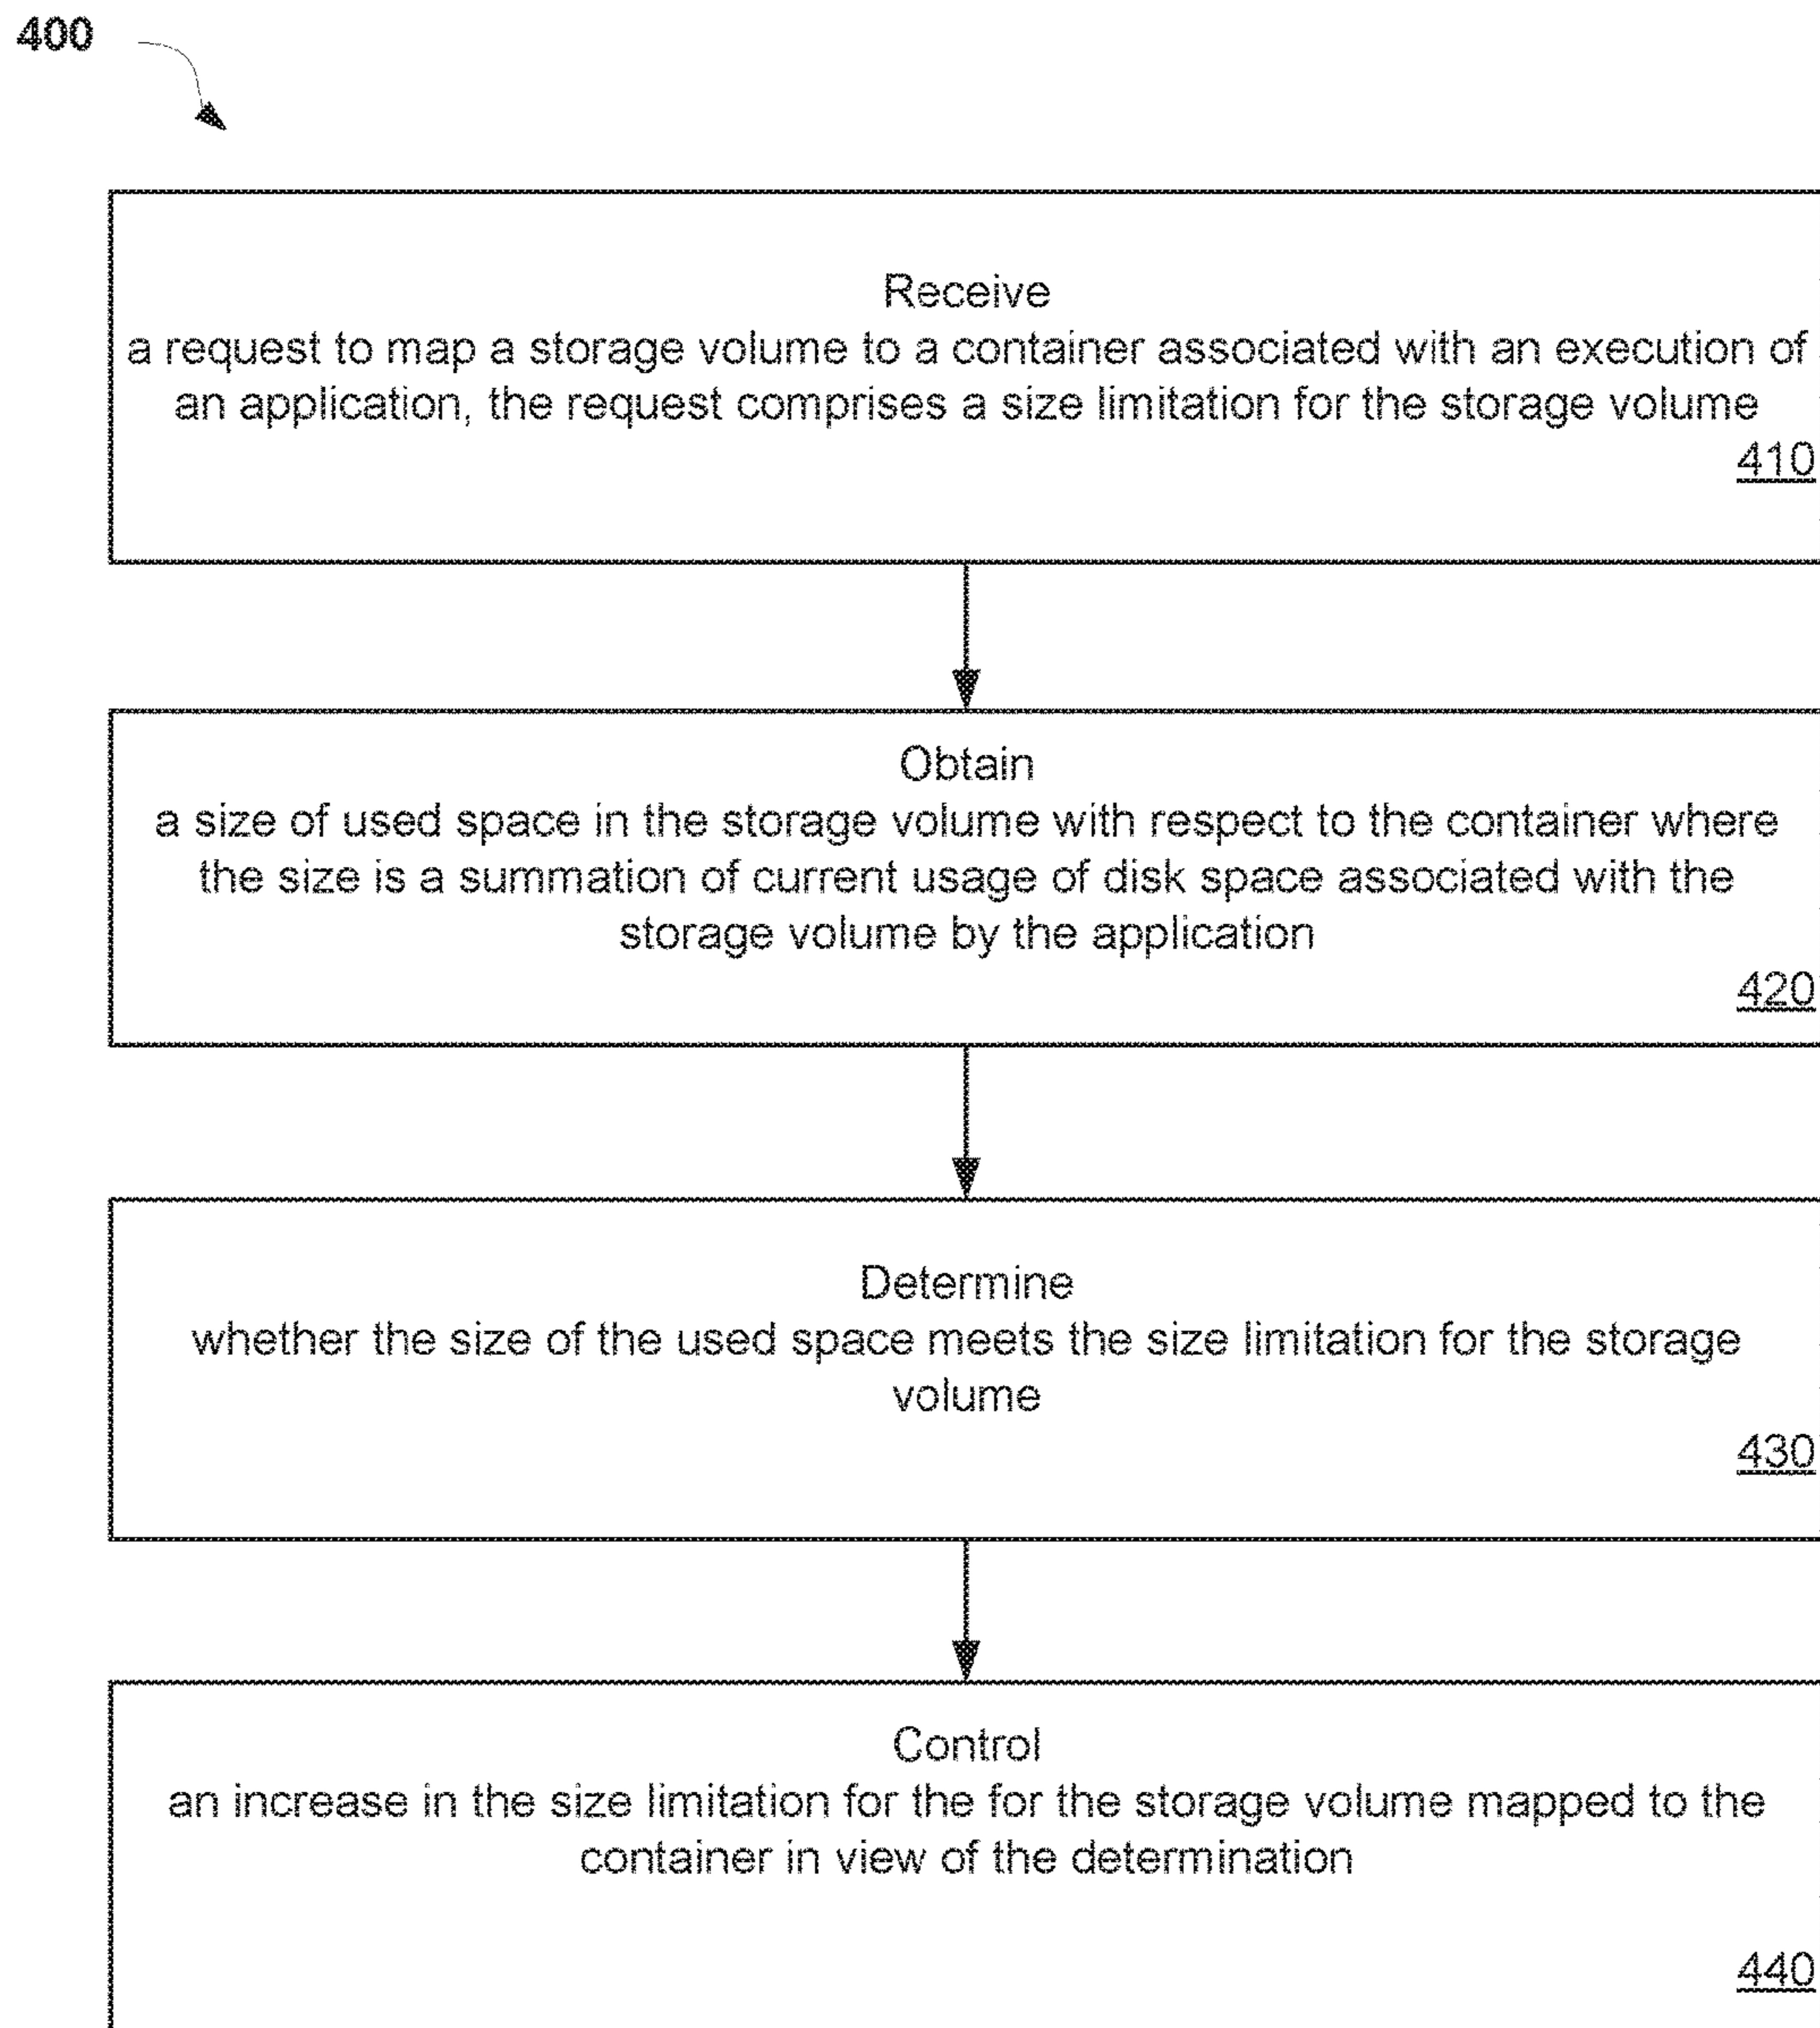 400
Receive
a request to map a storage volume to a container associated with an execution of
an application, the request comprises a size limitation for the storage volume
410
Obtain
a size of used space in the storage volume with respect to the container where
the size is a summation of current usage of disk space associated with the
storage volume by the application
420
Determine
whether the size of the used space meets the size limitation for the storage
volume
430
Control
an increase in the size limitation for the for the storage volume mapped to the
container in view of the determination
440